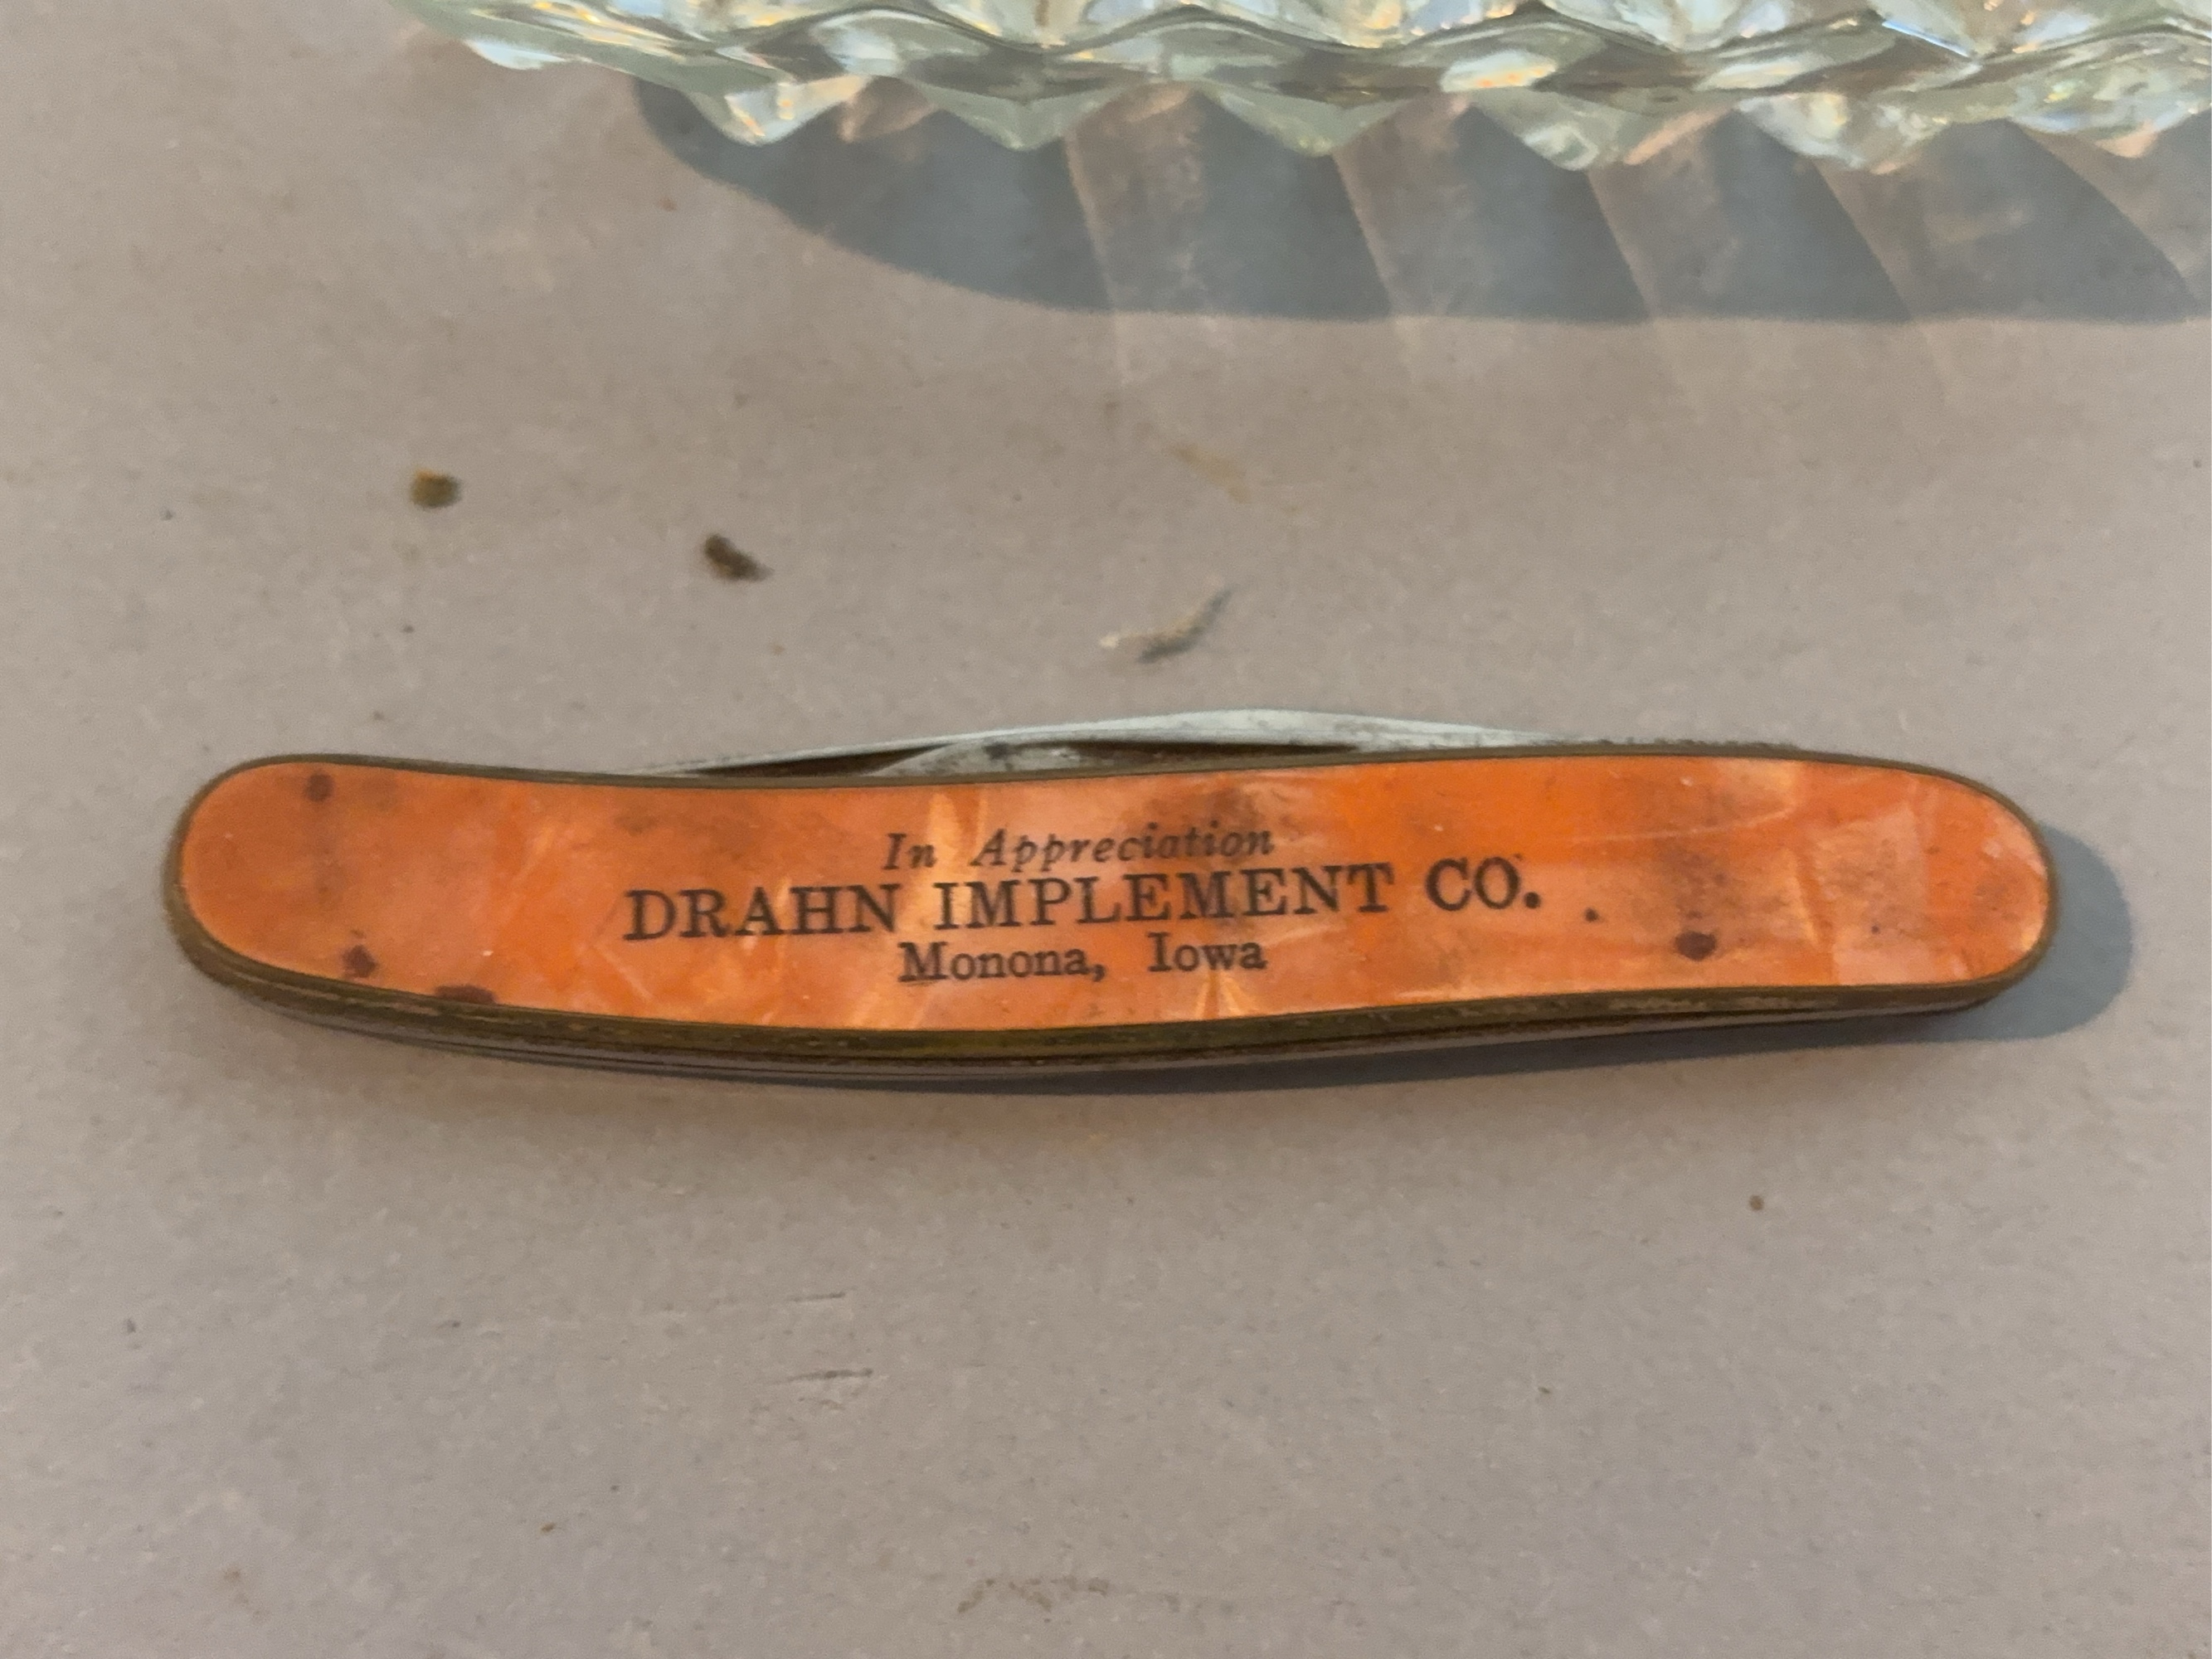 In Appreciation
DRAHN IMPLEMENT CO.
Monona, Iowa